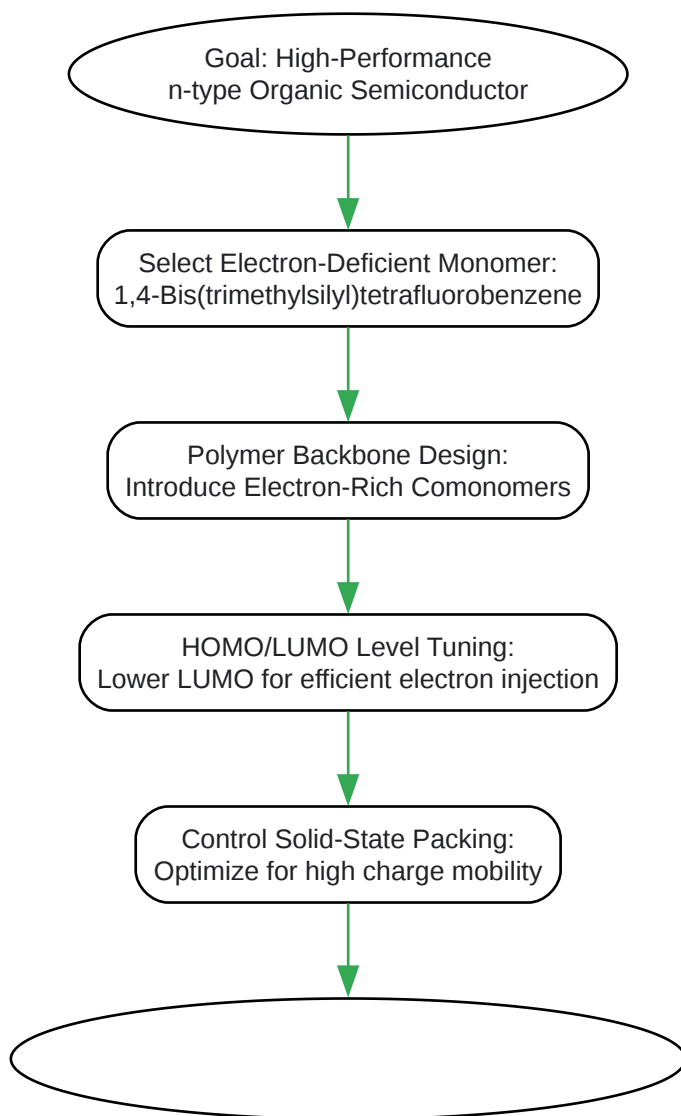 Goal: High-Performance
n-type Organic Semiconductor
Select Electron-Deficient Monomer:
1,4-Bis(trimethylsilyl)tetrafluorobenzene
Polymer Backbone Design:
Introduce Electron-Rich Comonomers
HOMO/LUMO Level Tuning:
Lower LUMO for efficient electron injection
Control Solid-State Packing:
Optimize for high charge mobility